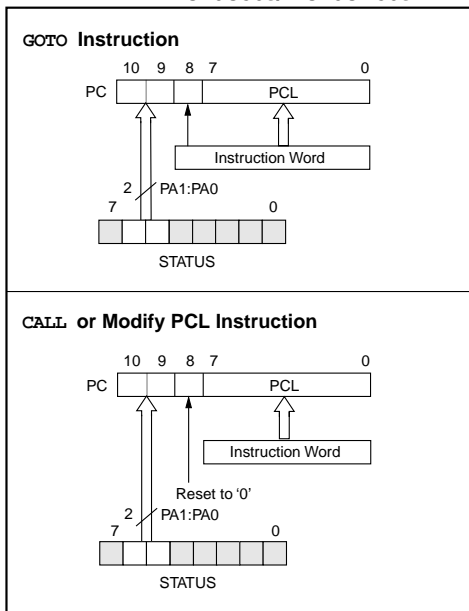 GOTO Instruction
10 9 8 7 0
PC PCL
Instruction Word
2 PA1:PA0
7 0
STATUS
CALL or Modify PCL Instruction
10 9 8 7 0
PC PCL
Instruction Word
Reset to ‘0’
2 PA1:PA0
7 0
STATUS